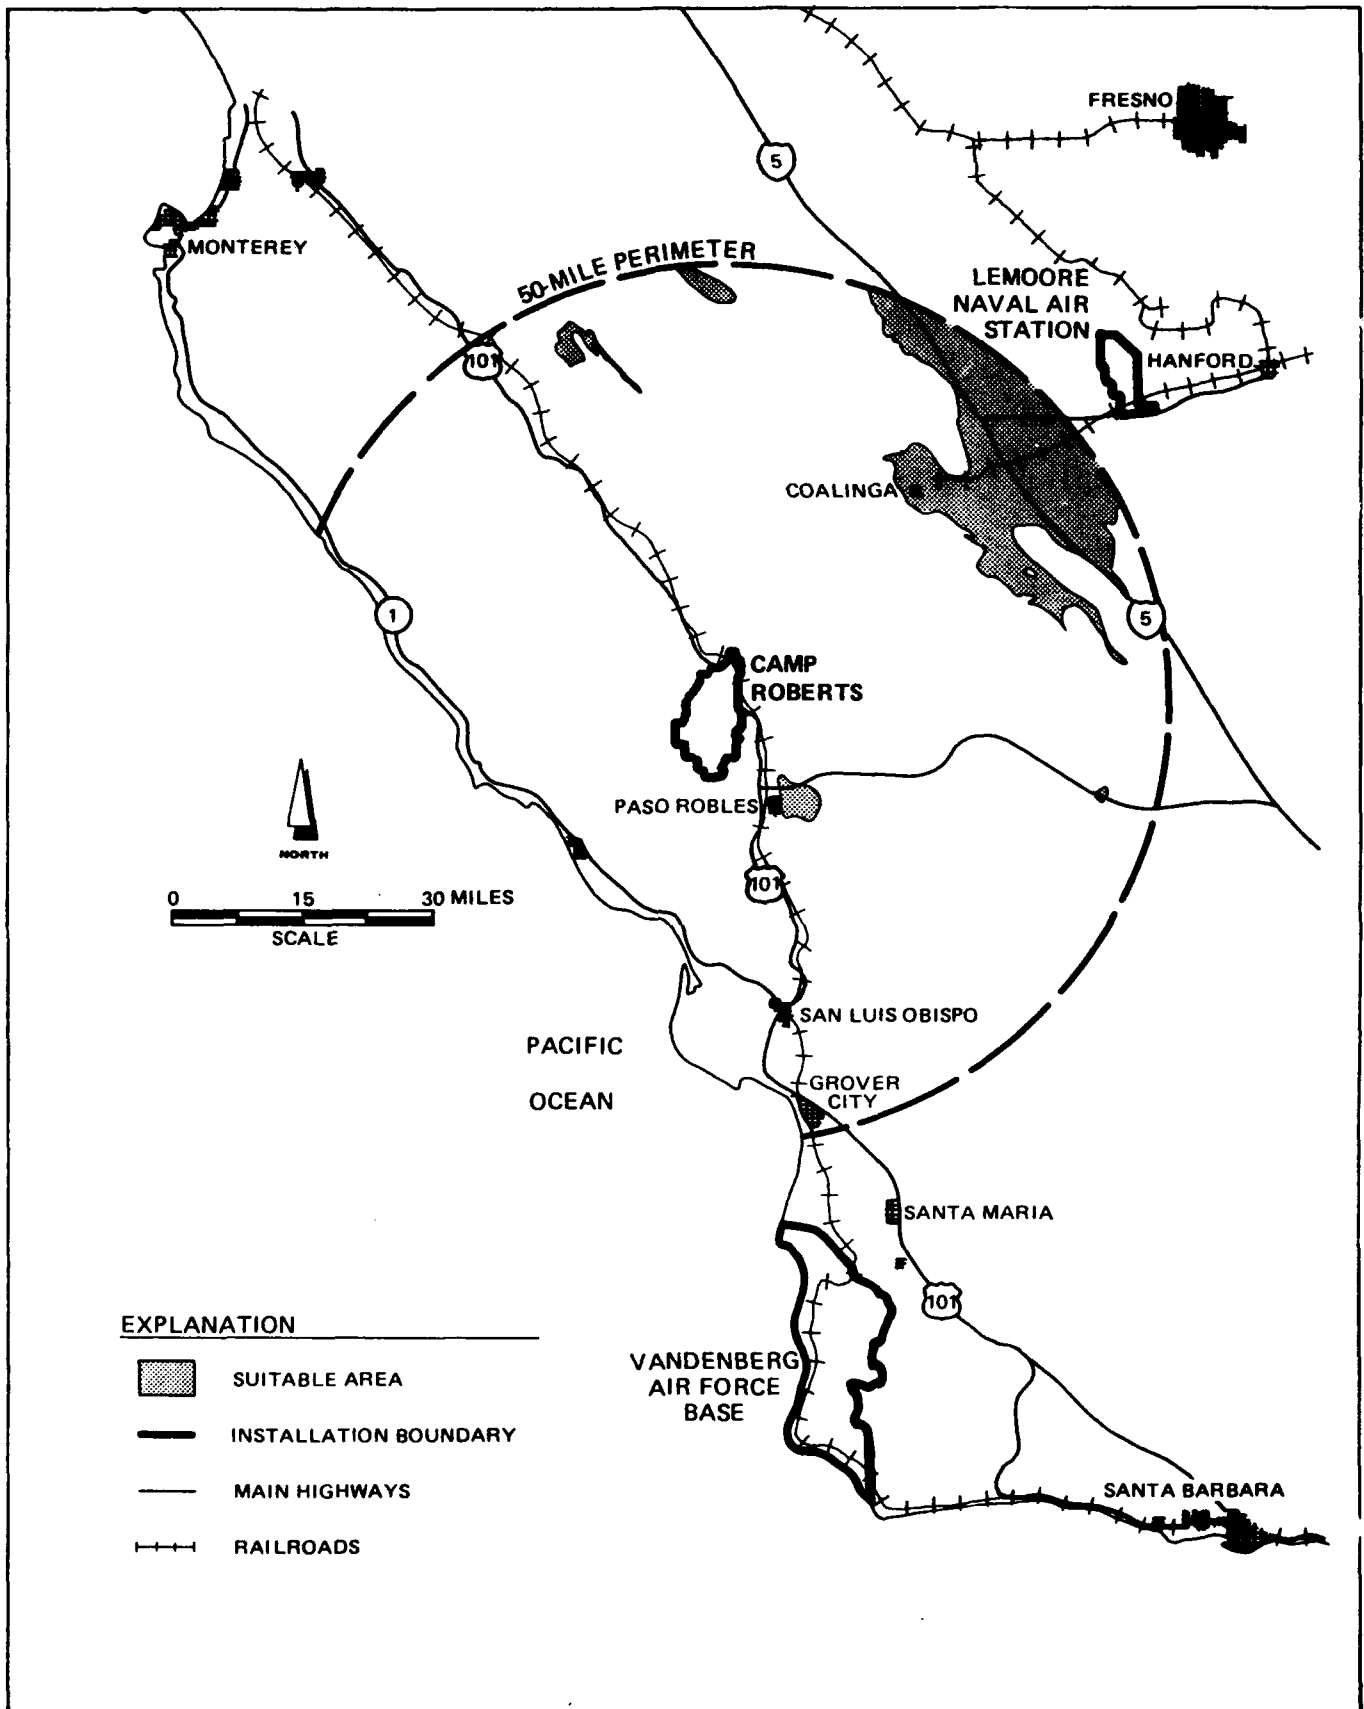 FRESNO
5
MONTEREY
50-MILE PERIMETER
LEMOORE
NAVAL AIR
STATION
HANFORD
101
COALINGA
1
5
CAMP
ROBERTS
PASO ROBLES
NORTH
101
0 15 30 MILES
SCALE
SAN LUIS OBISPO
PACIFIC
OCEAN
GROVER
CITY
SANTA MARIA
101
EXPLANATION
SUITABLE AREA
INSTALLATION BOUNDARY
MAIN HIGHWAYS
RAILROADS
VANDENBERG
AIR FORCE
BASE
SANTA BARBARA